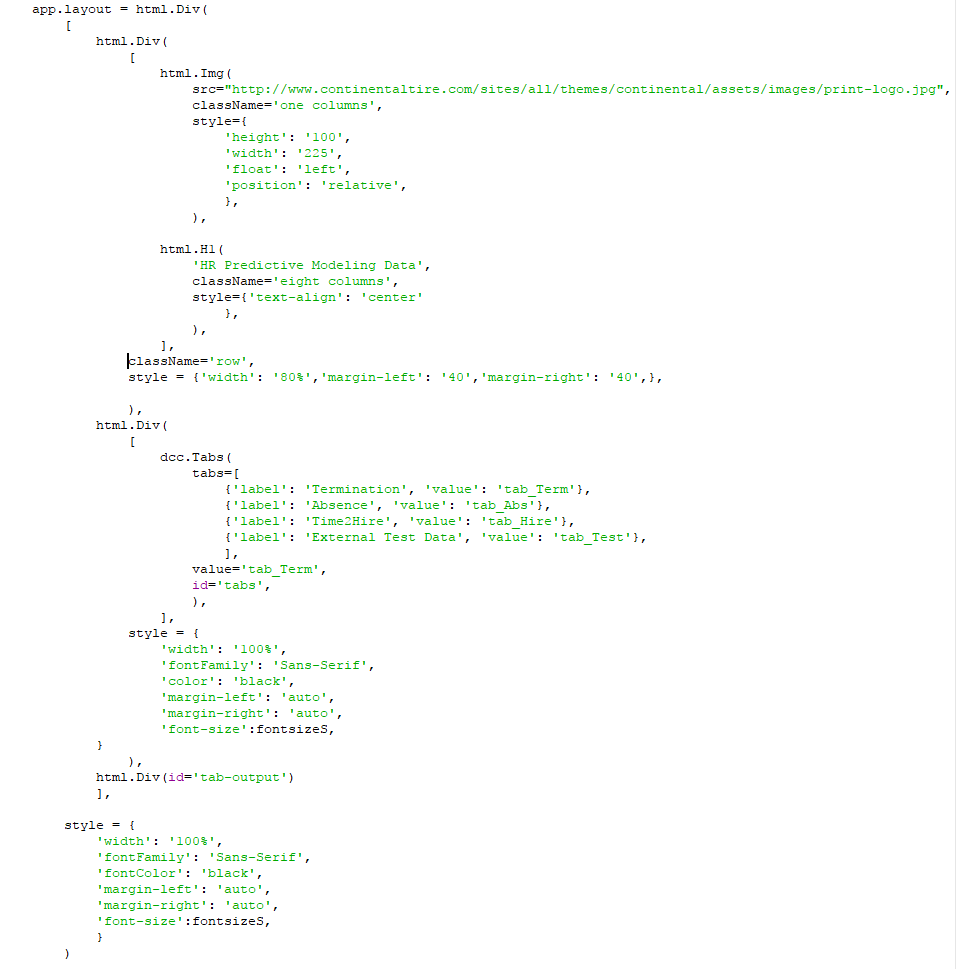 app.layout = html.Div(
    [
        html.Div(
            [
                html.Img(
                    src="http://www.continentaltire.com/sites/all/themes/continental/assets/images/print-logo.jpg",
                    className='one columns',
                    style={
                        'height': '100',
                        'width': '225',
                        'float': 'left',
                        'position': 'relative',
                        },
                    ),
                html.H1(
                    'HR Predictive Modeling Data',
                    className='eight columns',
                    style={'text-align': 'center'
                        },
                    ),
                ],
            className='row',
            style = {'width': '80%','margin-left': '40','margin-right': '40',},
            ),
        html.Div(
            [
                dcc.Tabs(
                    tabs=[
                        {'label': 'Termination', 'value': 'tab_Term'},
                        {'label': 'Absence', 'value': 'tab_Abs'},
                        {'label': 'Time2Hire', 'value': 'tab_Hire'},
                        {'label': 'External Test Data', 'value': 'tab_Test'},
                        ],
                    value='tab_Term',
                    id='tabs',
                    ),
                ],
            style = {
                'width': '100%',
                'fontFamily': 'Sans-Serif',
                'color': 'black',
                'margin-left': 'auto',
                'margin-right': 'auto',
                'font-size':fontsizeS,
        }
            ),
        html.Div(id='tab-output')
        ],
    style = {
        'width': '100%',
        'fontFamily': 'Sans-Serif',
        'fontColor': 'black',
        'margin-left': 'auto',
        'margin-right': 'auto',
        'font-size':fontsizeS,
        }
    )